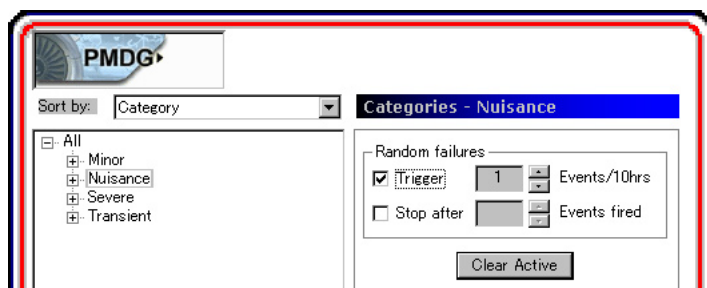 PMDG
Sort by: Category
Categories - Nuisance
All
Minor
Nuisance
Severe
Transient
Random failures
Trigger 1 Events/10hrs
Stop after Events fired
Clear Active